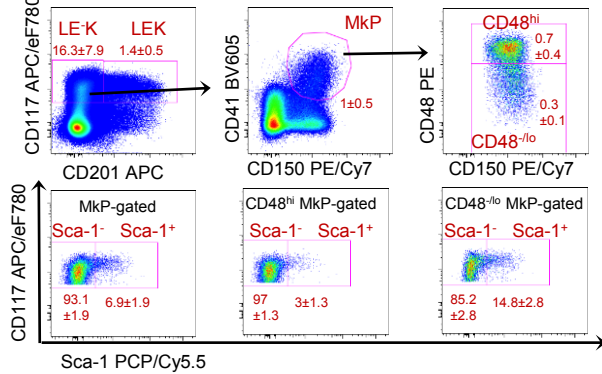 CD117 APC/eF780
LE⁻K
LEK
16.3±7.9
1.4±0.5
CD201 APC
CD41 BV605
MkP
1±0.5
CD150 PE/Cy7
CD48 PE
CD48ʰⁱ
0.7
±0.4
0.3
±0.1
CD48⁻/ˡᵒ
CD150 PE/Cy7
CD117 APC/eF780
MkP-gated
Sca-1⁻ Sca-1⁺
93.1
±1.9
6.9±1.9
CD48ʰⁱ MkP-gated
Sca-1⁻ Sca-1⁺
97
±1.3
3±1.3
CD48⁻/ˡᵒ MkP-gated
Sca-1⁻ Sca-1⁺
85.2
±2.8
14.8±2.8
Sca-1 PCP/Cy5.5